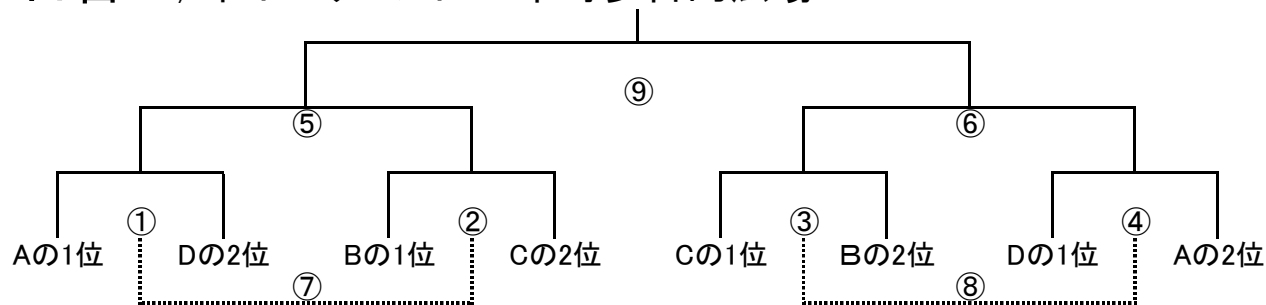 ⑨
⑤ ⑥
① ② ③ ④
Aの1位 Dの2位 Bの1位 Cの2位 Cの1位 Bの2位 Dの1位 Aの2位
⑦ ⑧